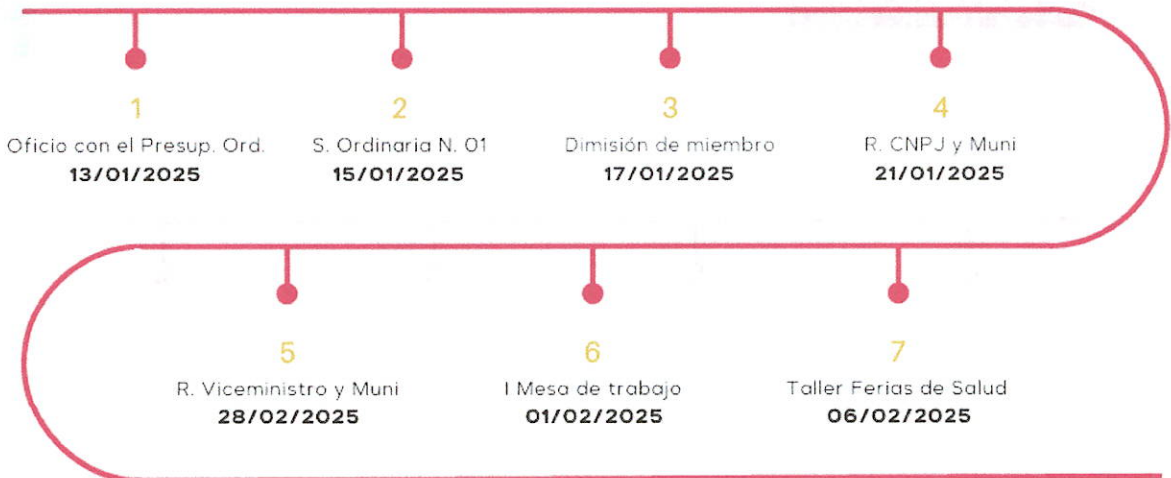 1
Oficio con el Presup. Ord.
13/01/2025
2
S. Ordinaria N. 01
15/01/2025
3
Dimisión de miembro
17/01/2025
4
R. CNPJ y Muni
21/01/2025
5
R. Viceministro y Muni
28/02/2025
6
I Mesa de trabajo
01/02/2025
7
Taller Ferias de Salud
06/02/2025